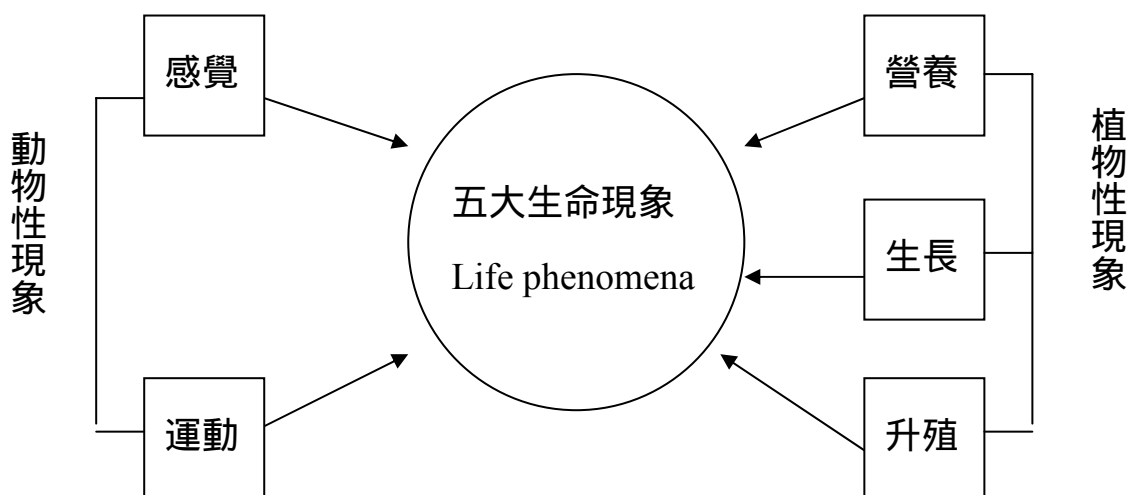 動物性現象
感覺
運動
五大生命現象
Life phenomena
營養
生長
升殖
植物性現象